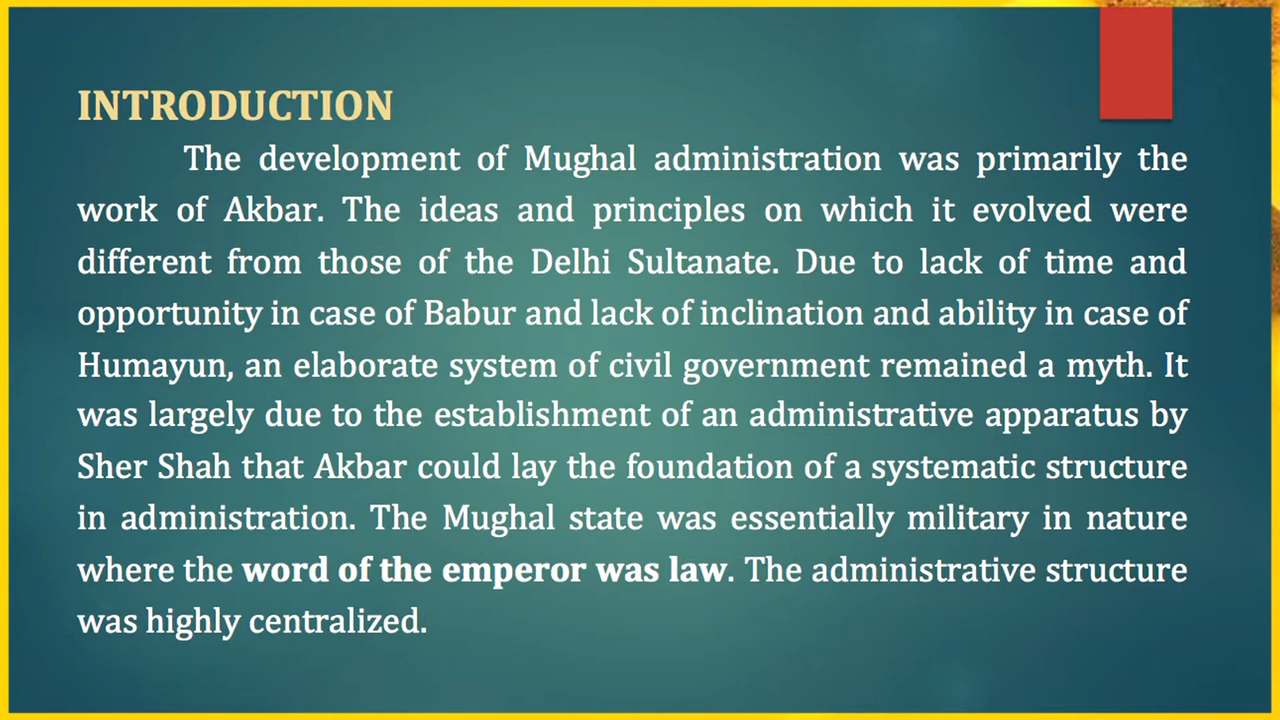 INTRODUCTION
The development of Mughal administration was primarily the
work of Akbar. The ideas and principles on which it evolved were
different from those of the Delhi Sultanate. Due to lack of time and
opportunity in case of Babur and lack of inclination and ability in case of
Humayun, an elaborate system of civil government remained a myth. It
was largely due to the establishment of an administrative apparatus by
Sher Shah that Akbar could lay the foundation of a systematic structure
in administration. The Mughal state was essentially military in nature
where the word of the emperor was law. The administrative structure
was highly centralized.